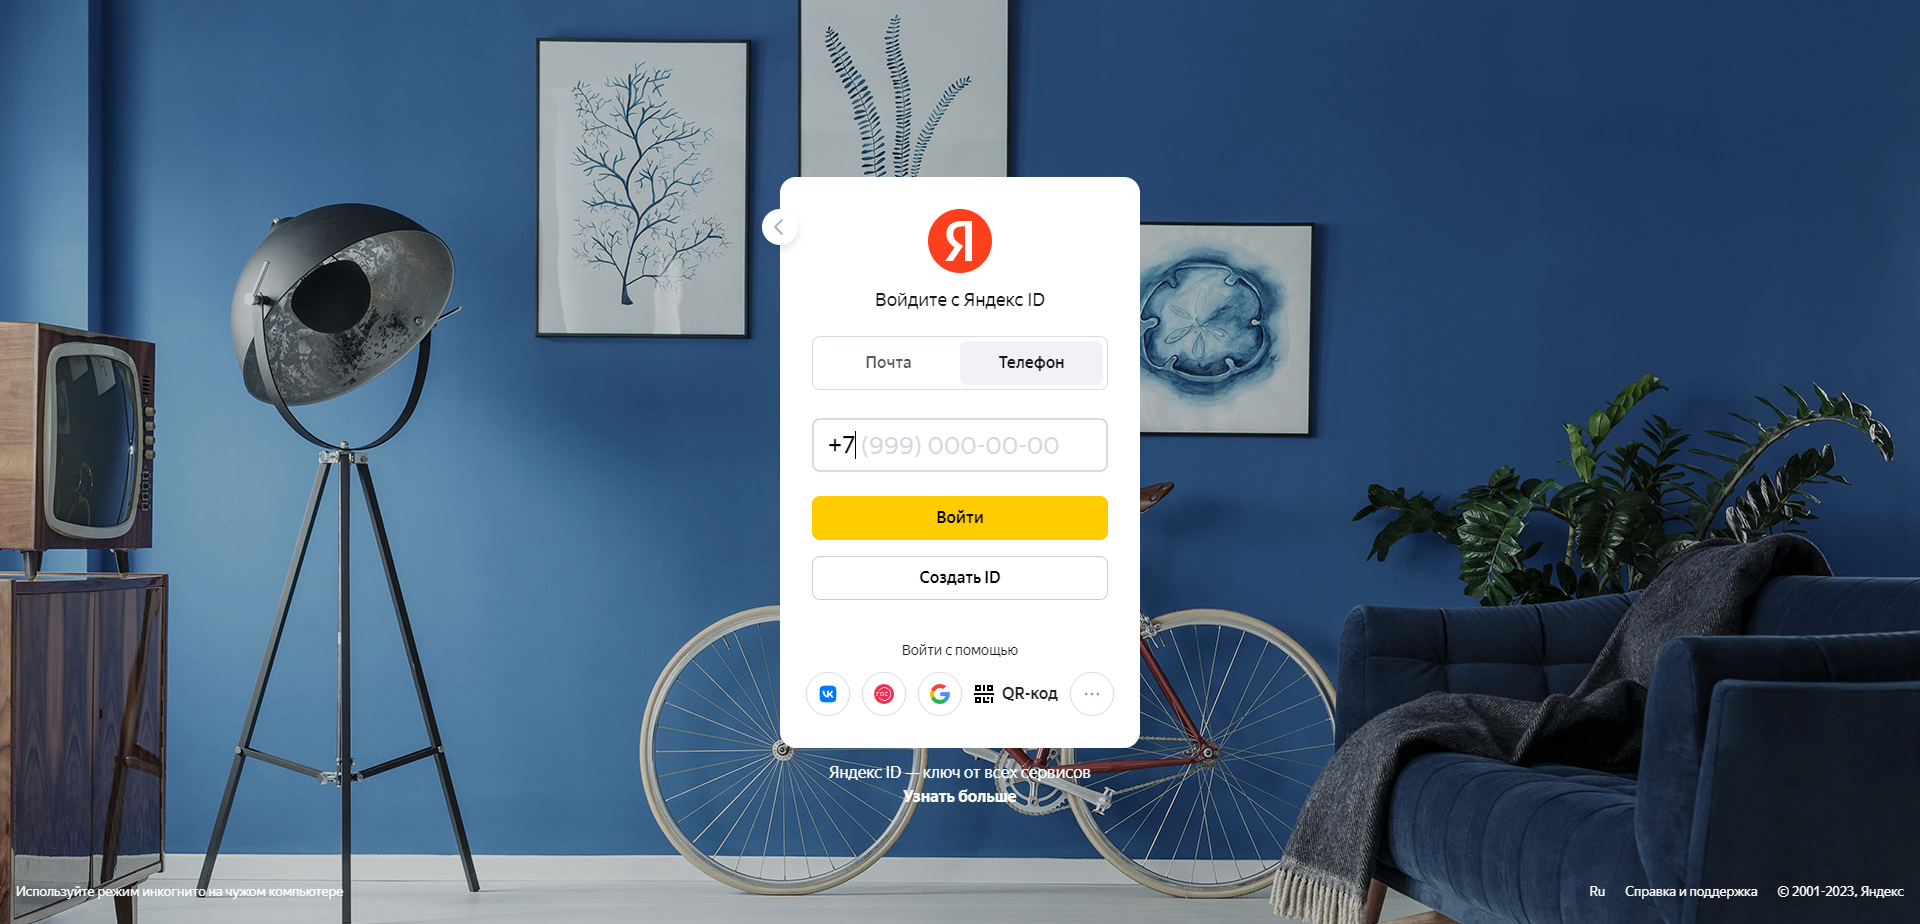 Я
Войдите с Яндекс ID
Почта
Телефон
+7 (999) 000-00-00
Войти
Создать ID
Войти с помощью
гос
QR-код
Яндекс ID — ключ от всех сервисов
Узнать больше
Используйте режим инкогнито на чужом компьютере
Ru
Справка и поддержка
© 2001-2023, Яндекс